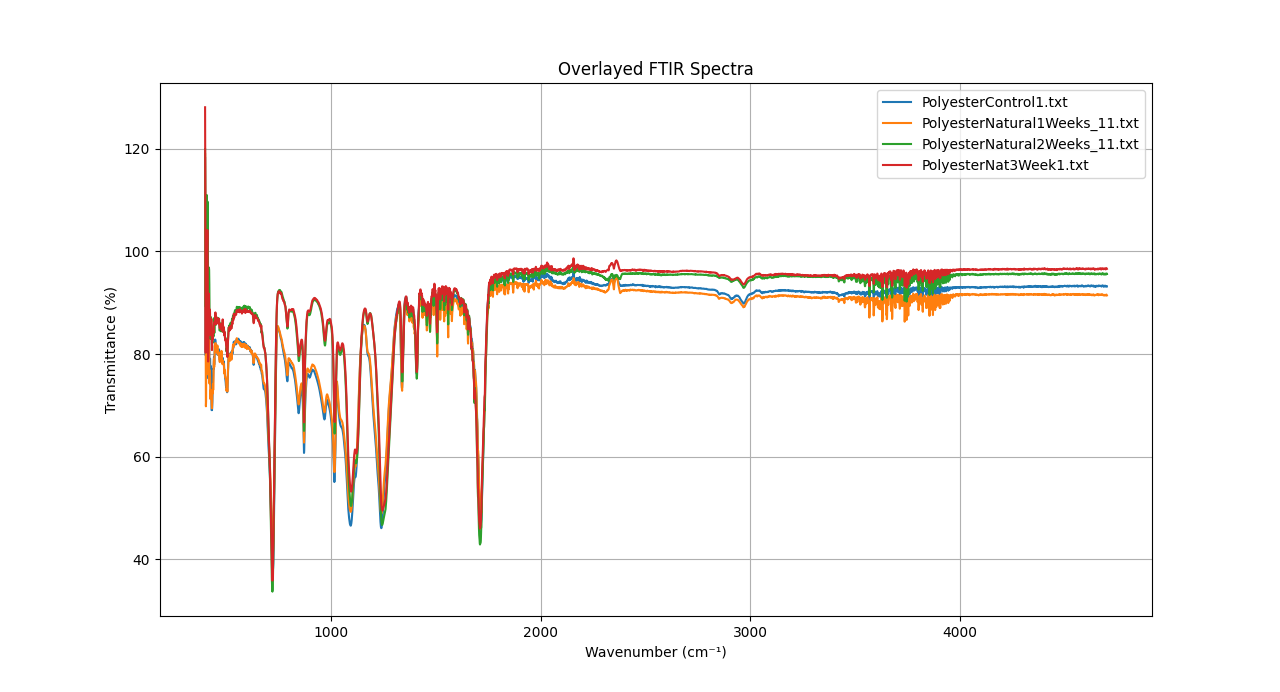 Overlayed FTIR Spectra
PolyesterControl1.txt
PolyesterNatural1Weeks_11.txt
PolyesterNatural2Weeks_11.txt
PolyesterNat3Week1.txt
Transmittance (%)
120
100
80
60
40
1000 2000 3000 4000
Wavenumber (cm⁻¹)